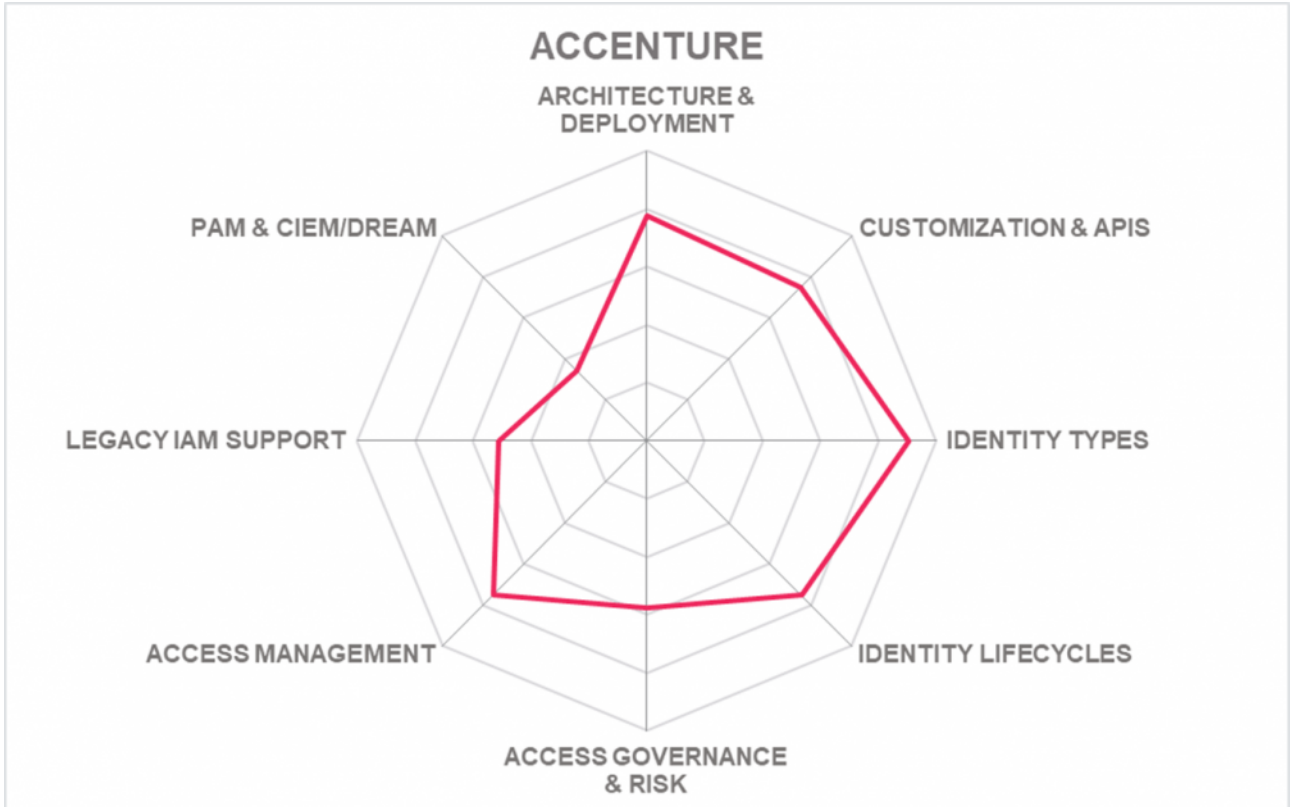 ACCENTURE
ARCHITECTURE &
DEPLOYMENT
PAM & CIEM/DREAM
CUSTOMIZATION & APIS
LEGACY IAM SUPPORT
IDENTITY TYPES
ACCESS MANAGEMENT
IDENTITY LIFECYCLES
ACCESS GOVERNANCE
& RISK